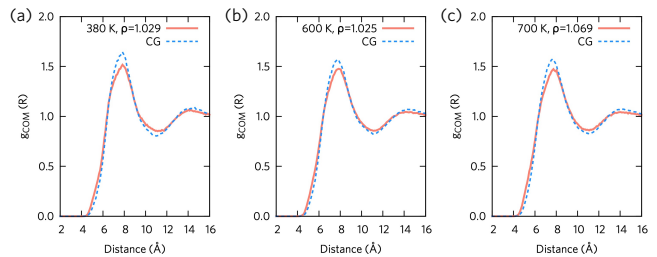 (a)
380 K, ρ=1.029
CG
2.0
1.5
1.0
0.5
0.0
gCOM (R)
2 4 6 8 10 12 14 16
Distance (Å)
(b)
600 K, ρ=1.025
CG
2.0
1.5
1.0
0.5
0.0
gCOM (R)
2 4 6 8 10 12 14 16
Distance (Å)
(c)
700 K, ρ=1.069
CG
2.0
1.5
1.0
0.5
0.0
gCOM (R)
2 4 6 8 10 12 14 16
Distance (Å)